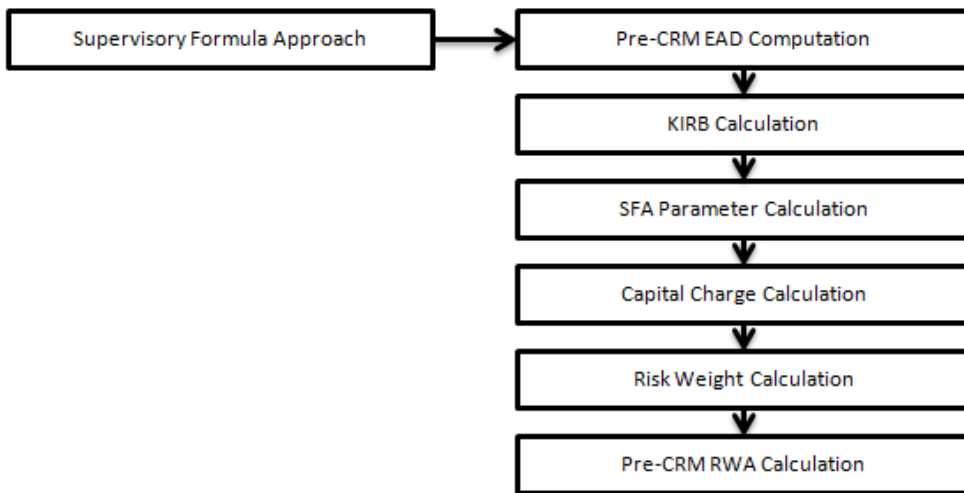 Supervisory Formula Approach
Pre-CRM EAD Computation
KIRB Calculation
SFA Parameter Calculation
Capital Charge Calculation
Risk Weight Calculation
Pre-CRM RWA Calculation